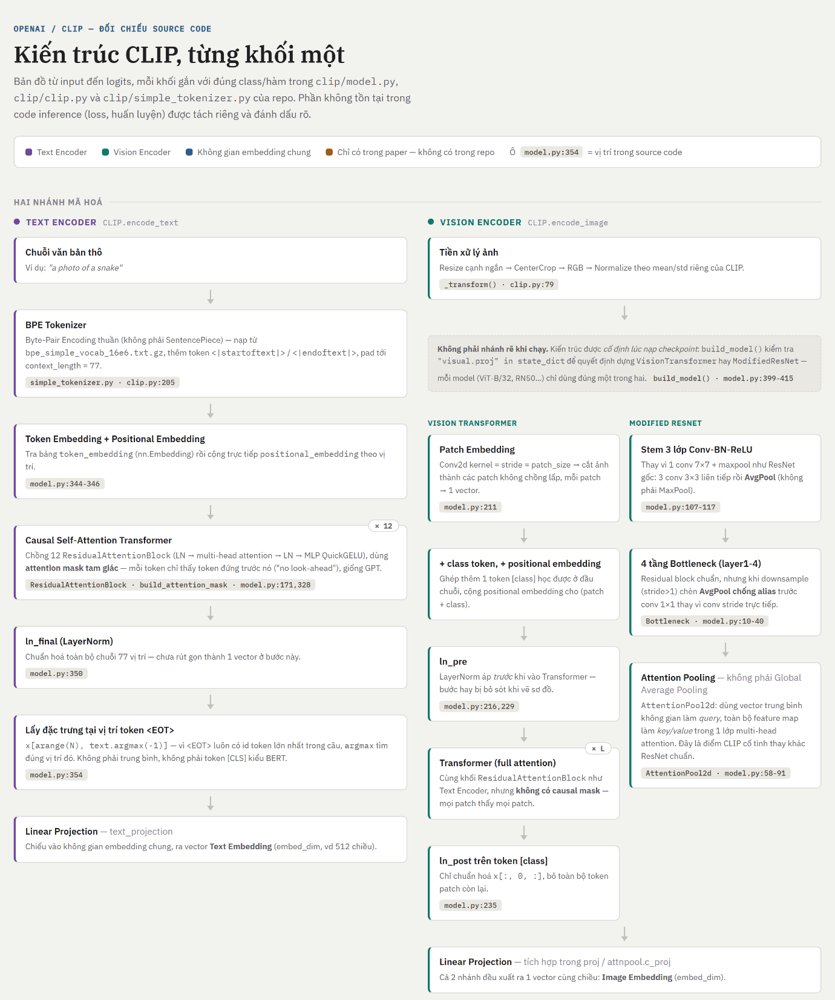 OPENAI / CLIP — ĐỐI CHIẾU SOURCE CODE
Kiến trúc CLIP, từng khối một
Bản đồ từ input đến logits, mỗi khối gắn với đúng class/hàm trong clip/model.py,
clip/clip.py và clip/simple_tokenizer.py của repo. Phần không tồn tại trong
code inference (loss, huấn luyện) được tách riêng và đánh dấu rõ.
Text Encoder Vision Encoder Không gian embedding chung Chỉ có trong paper — không có trong repo Ô model.py:354 = vị trí trong source code
HAI NHÁNH MÃ HOÁ
TEXT ENCODER CLIP.encode_text
Chuỗi văn bản thô
Ví dụ: "a photo of a snake"
BPE Tokenizer
Byte-Pair Encoding thuần (không phải SentencePiece) — nạp từ
bpe_simple_vocab_16e6.txt.gz, thêm token <|startoftext|> / <|endoftext|>, pad tới
context_length = 77.
simple_tokenizer.py · clip.py:205
Token Embedding + Positional Embedding
Tra bảng token_embedding (nn.Embedding) rồi cộng trực tiếp positional_embedding theo vị
trí.
model.py:344-346
× 12
Causal Self-Attention Transformer
Chồng 12 ResidualAttentionBlock (LN → multi-head attention → LN → MLP QuickGELU), dùng
attention mask tam giác — mỗi token chỉ thấy token đứng trước nó ("no look-ahead"), giống GPT.
ResidualAttentionBlock · build_attention_mask · model.py:171,328
ln_final (LayerNorm)
Chuẩn hoá toàn bộ chuỗi 77 vị trí — chưa rút gọn thành 1 vector ở bước này.
model.py:350
Lấy đặc trưng tại vị trí token <EOT>
x[arange(N), text.argmax(-1)] — vì <EOT> luôn có id token lớn nhất trong câu, argmax tìm
đúng vị trí đó. Không phải trung bình, không phải token [CLS] kiểu BERT.
model.py:354
Linear Projection — text_projection
Chiếu vào không gian embedding chung, ra vector Text Embedding (embed_dim, vd 512 chiều).
VISION ENCODER CLIP.encode_image
Tiền xử lý ảnh
Resize cạnh ngắn → CenterCrop → RGB → Normalize theo mean/std riêng của CLIP.
_transform() · clip.py:79
Không phải nhánh rẽ khi chạy. Kiến trúc được cố định lúc nạp checkpoint: build_model() kiểm tra
"visual.proj" in state_dict để quyết định dựng VisionTransformer hay ModifiedResNet —
mỗi model (ViT-B/32, RN50...) chỉ dùng đúng một trong hai. build_model() · model.py:399-415
VISION TRANSFORMER
Patch Embedding
Conv2d kernel = stride = patch_size → cắt ảnh
thành các patch không chồng lấp, mỗi patch
→ 1 vector.
model.py:211
+ class token, + positional embedding
Ghép thêm 1 token [class] học được ở đầu
chuỗi, cộng positional embedding cho (patch
+ class).
ln_pre
LayerNorm áp trước khi vào Transformer —
bước hay bị bỏ sót khi vẽ sơ đồ.
model.py:216,229
× L
Transformer (full attention)
Cùng khối ResidualAttentionBlock như
Text Encoder, nhưng không có causal mask —
mọi patch thấy mọi patch.
ln_post trên token [class]
Chỉ chuẩn hoá x[:, 0, :], bỏ toàn bộ token
patch còn lại.
model.py:235
MODIFIED RESNET
Stem 3 lớp Conv-BN-ReLU
Thay vì 1 conv 7×7 + maxpool như ResNet
gốc: 3 conv 3×3 liên tiếp rồi AvgPool (không
phải MaxPool).
model.py:107-117
4 tầng Bottleneck (layer1-4)
Residual block chuẩn, nhưng khi downsample
(stride>1) chèn AvgPool chống alias trước
conv 1×1 thay vì conv stride trực tiếp.
Bottleneck · model.py:10-40
Attention Pooling — không phải Global
Average Pooling
AttentionPool2d: dùng vector trung bình
không gian làm query, toàn bộ feature map
làm key/value trong 1 lớp multi-head
attention. Đây là điểm CLIP cố tình thay khác
ResNet chuẩn.
AttentionPool2d · model.py:58-91
Linear Projection — tích hợp trong proj / attnpool.c_proj
Cả 2 nhánh đều xuất ra 1 vector cùng chiều: Image Embedding (embed_dim).